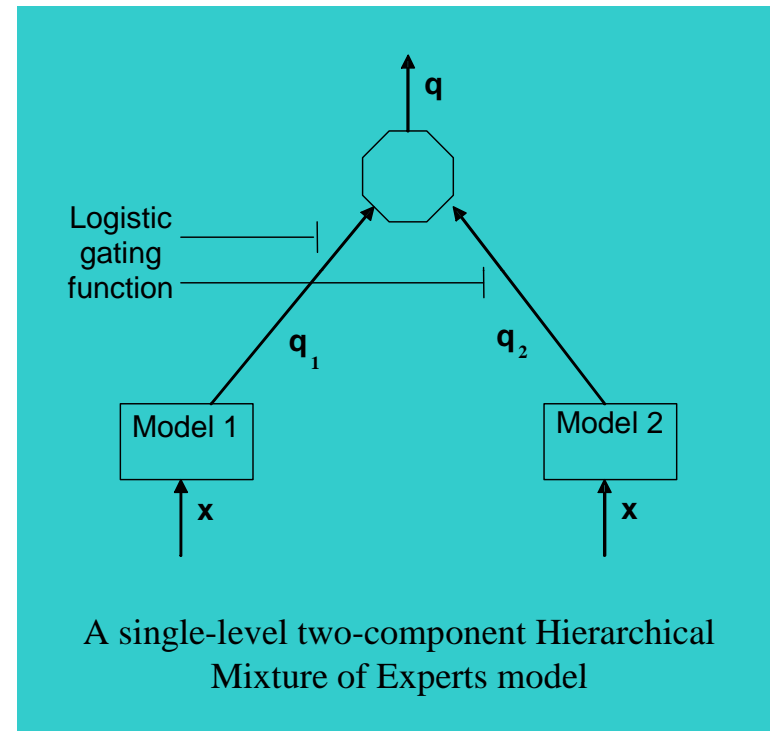 q
Logistic
gating
function
q₁
q₂
Model 1
Model 2
x
x
A single-level two-component Hierarchical
Mixture of Experts model